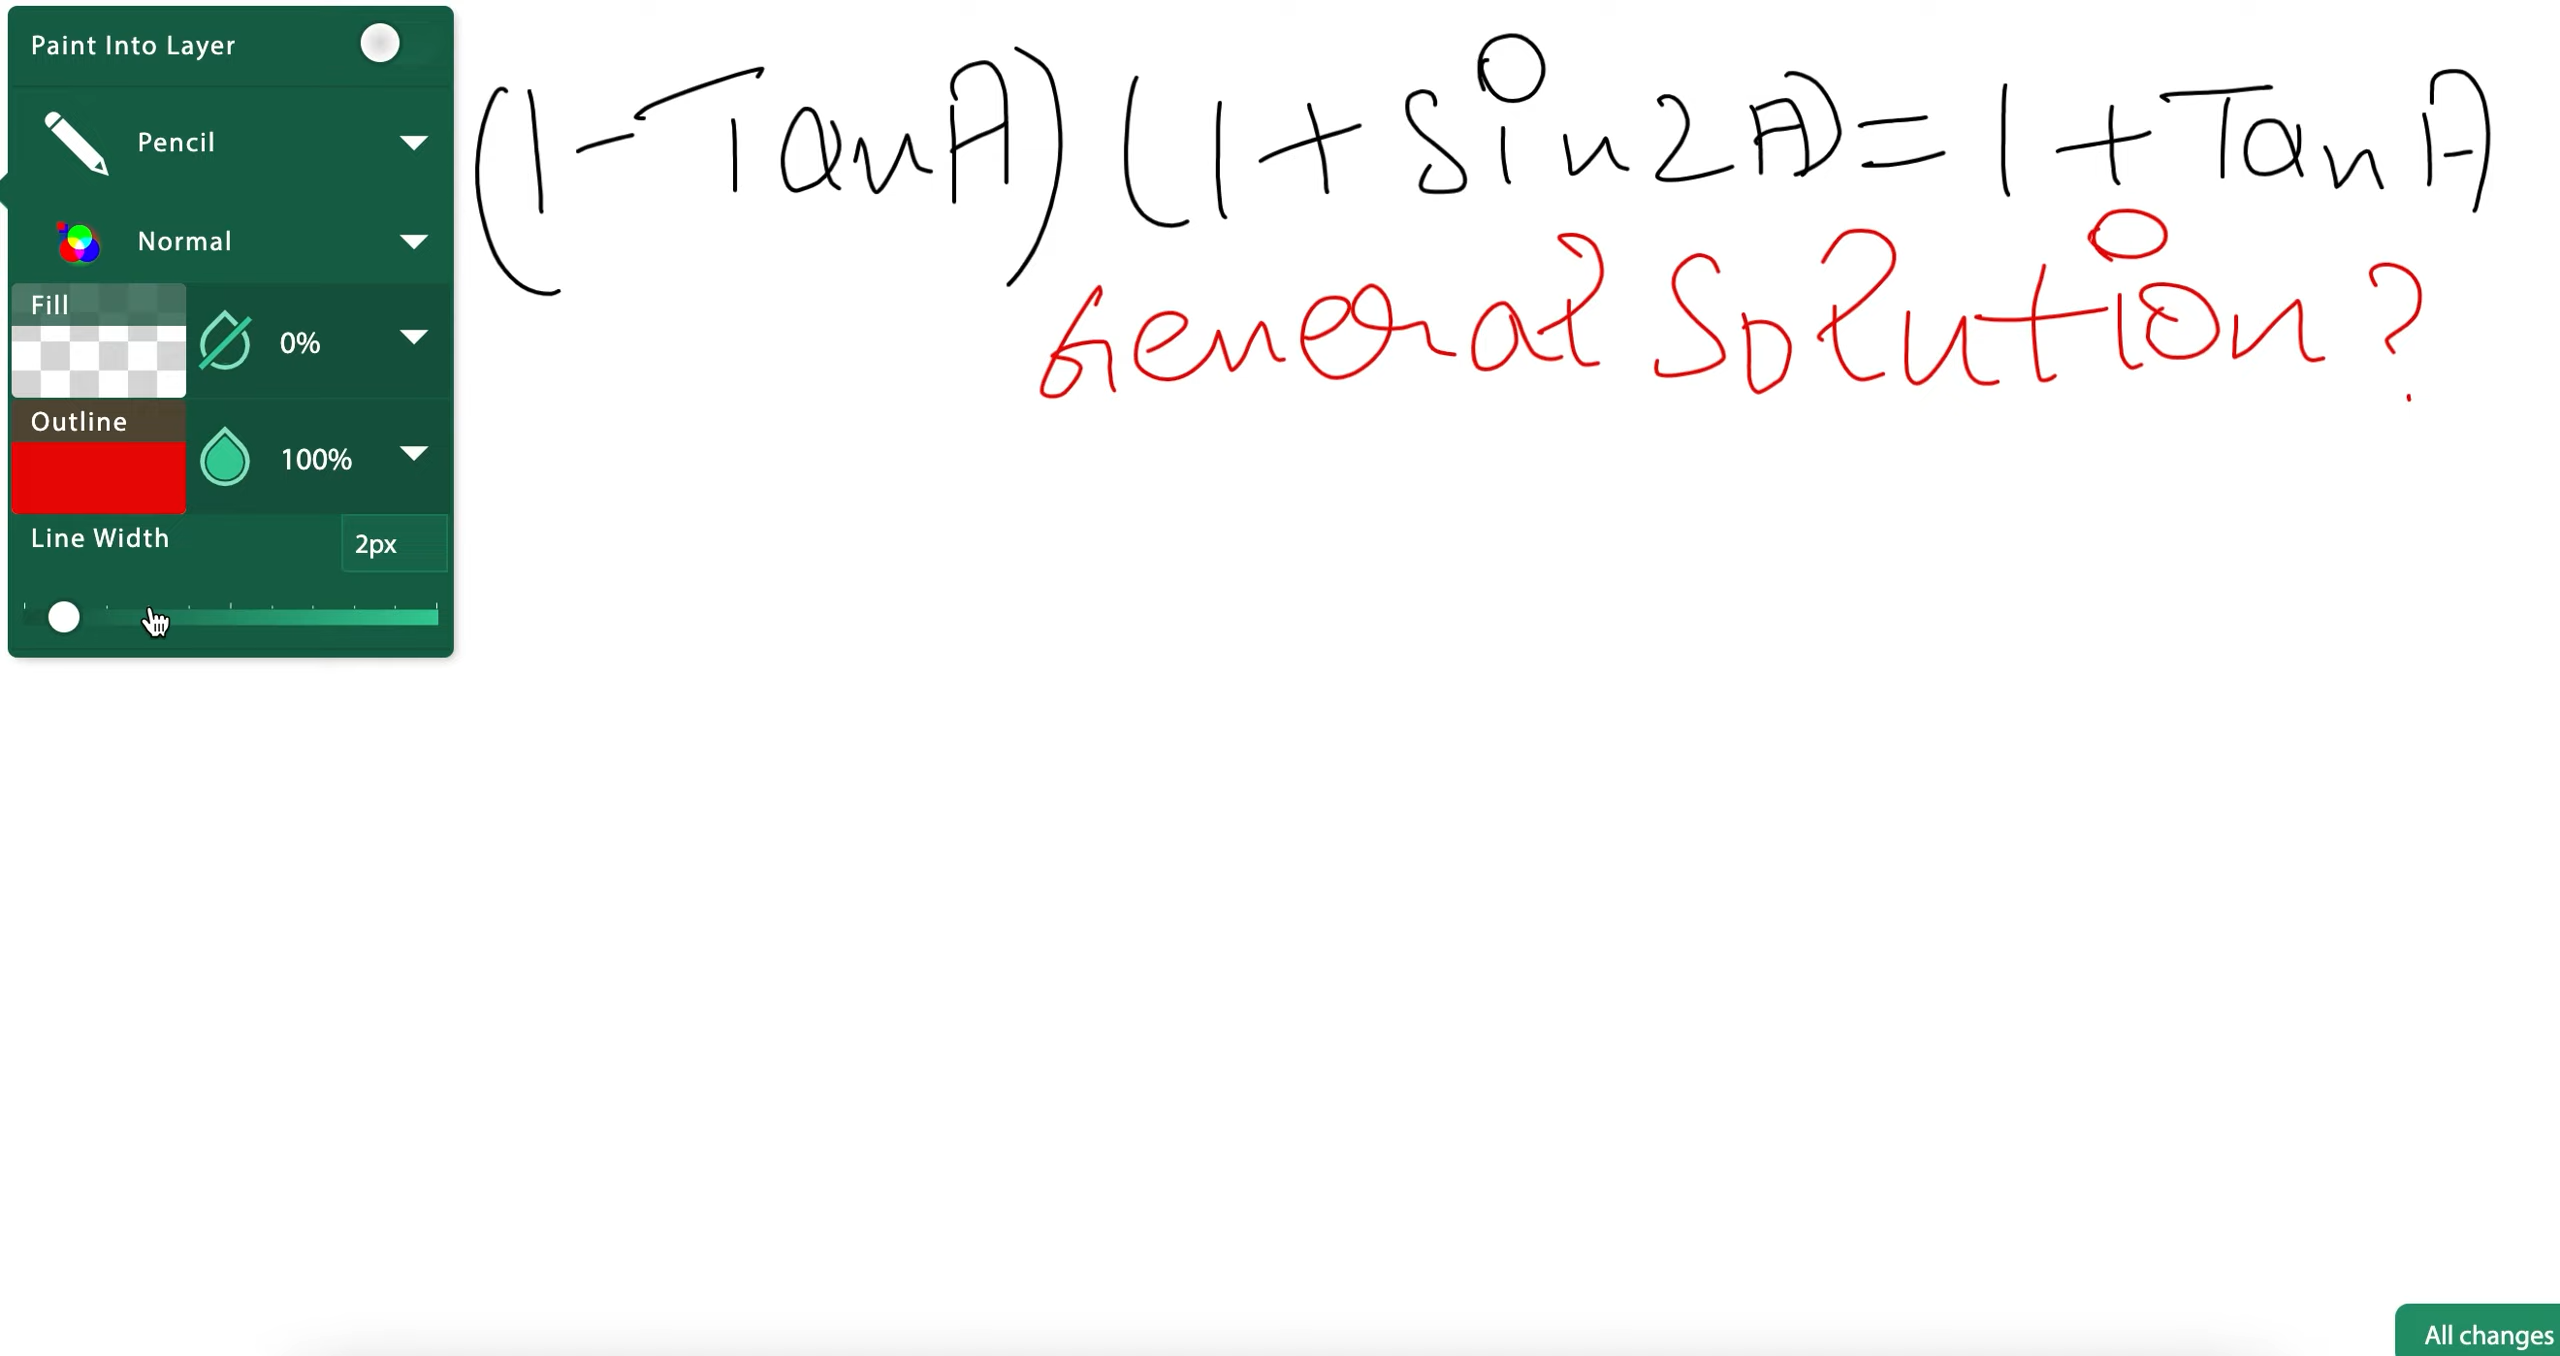 Paint Into Layer
Pencil
Normal
Fill
0%
Outline
100%
Line Width
2px
(1-TanA)(1+Sin2A)=1+TanA
General Solution?
All changes